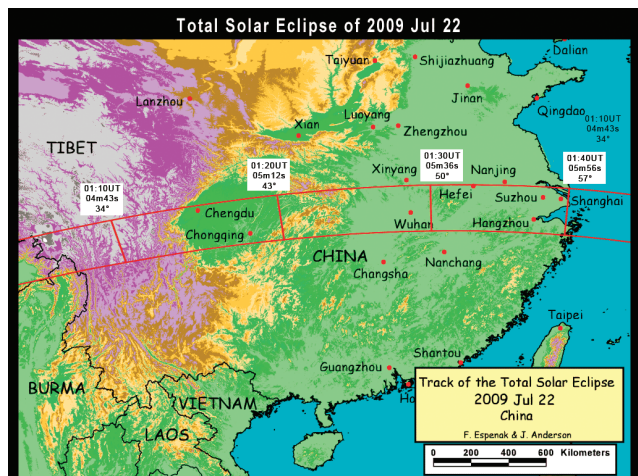 Total Solar Eclipse of 2009 Jul 22
Dalian
Taiyuan
Shijiazhuang
Lanzhou
Jinan
Qingdao
Xian
Luoyang
Zhengzhou
01:10UT
04m43s
34°
TIBET
01:20UT
05m12s
43°
Xinyang
01:30UT
05m36s
50°
Nanjing
01:40UT
05m56s
57°
01:10UT
04m43s
34°
Hefei
Suzhou
Shanghai
Chengdu
Wuhan
Hangzhou
Chongqing
CHINA
Changsha
Nanchang
Taipei
Shantou
Guangzhou
BURMA
VIETNAM
LAOS
Track of the Total Solar Eclipse
2009 Jul 22
China
F. Espenak & J. Anderson
0 200 400 600 Kilometers